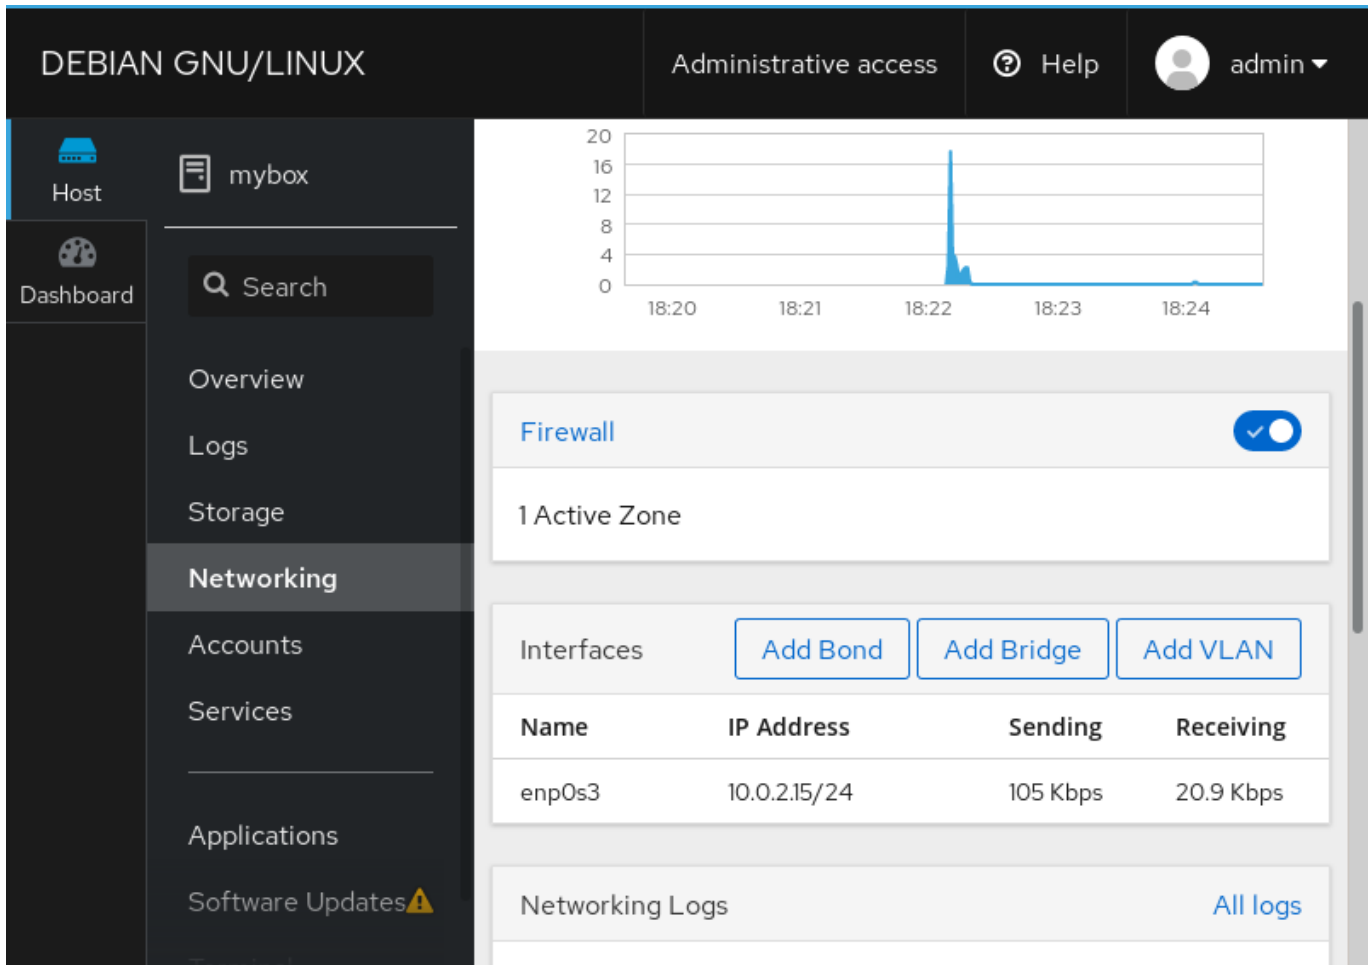 DEBIAN GNU/LINUX
Administrative access
Help
admin
Host
Dashboard
mybox
Search
Overview
Logs
Storage
Networking
Accounts
Services
Applications
Software Updates
20
16
12
8
4
0
18:20 18:21 18:22 18:23 18:24
Firewall
1 Active Zone
Interfaces Add Bond Add Bridge Add VLAN
Name IP Address Sending Receiving
enp0s3 10.0.2.15/24 105 Kbps 20.9 Kbps
Networking Logs All logs